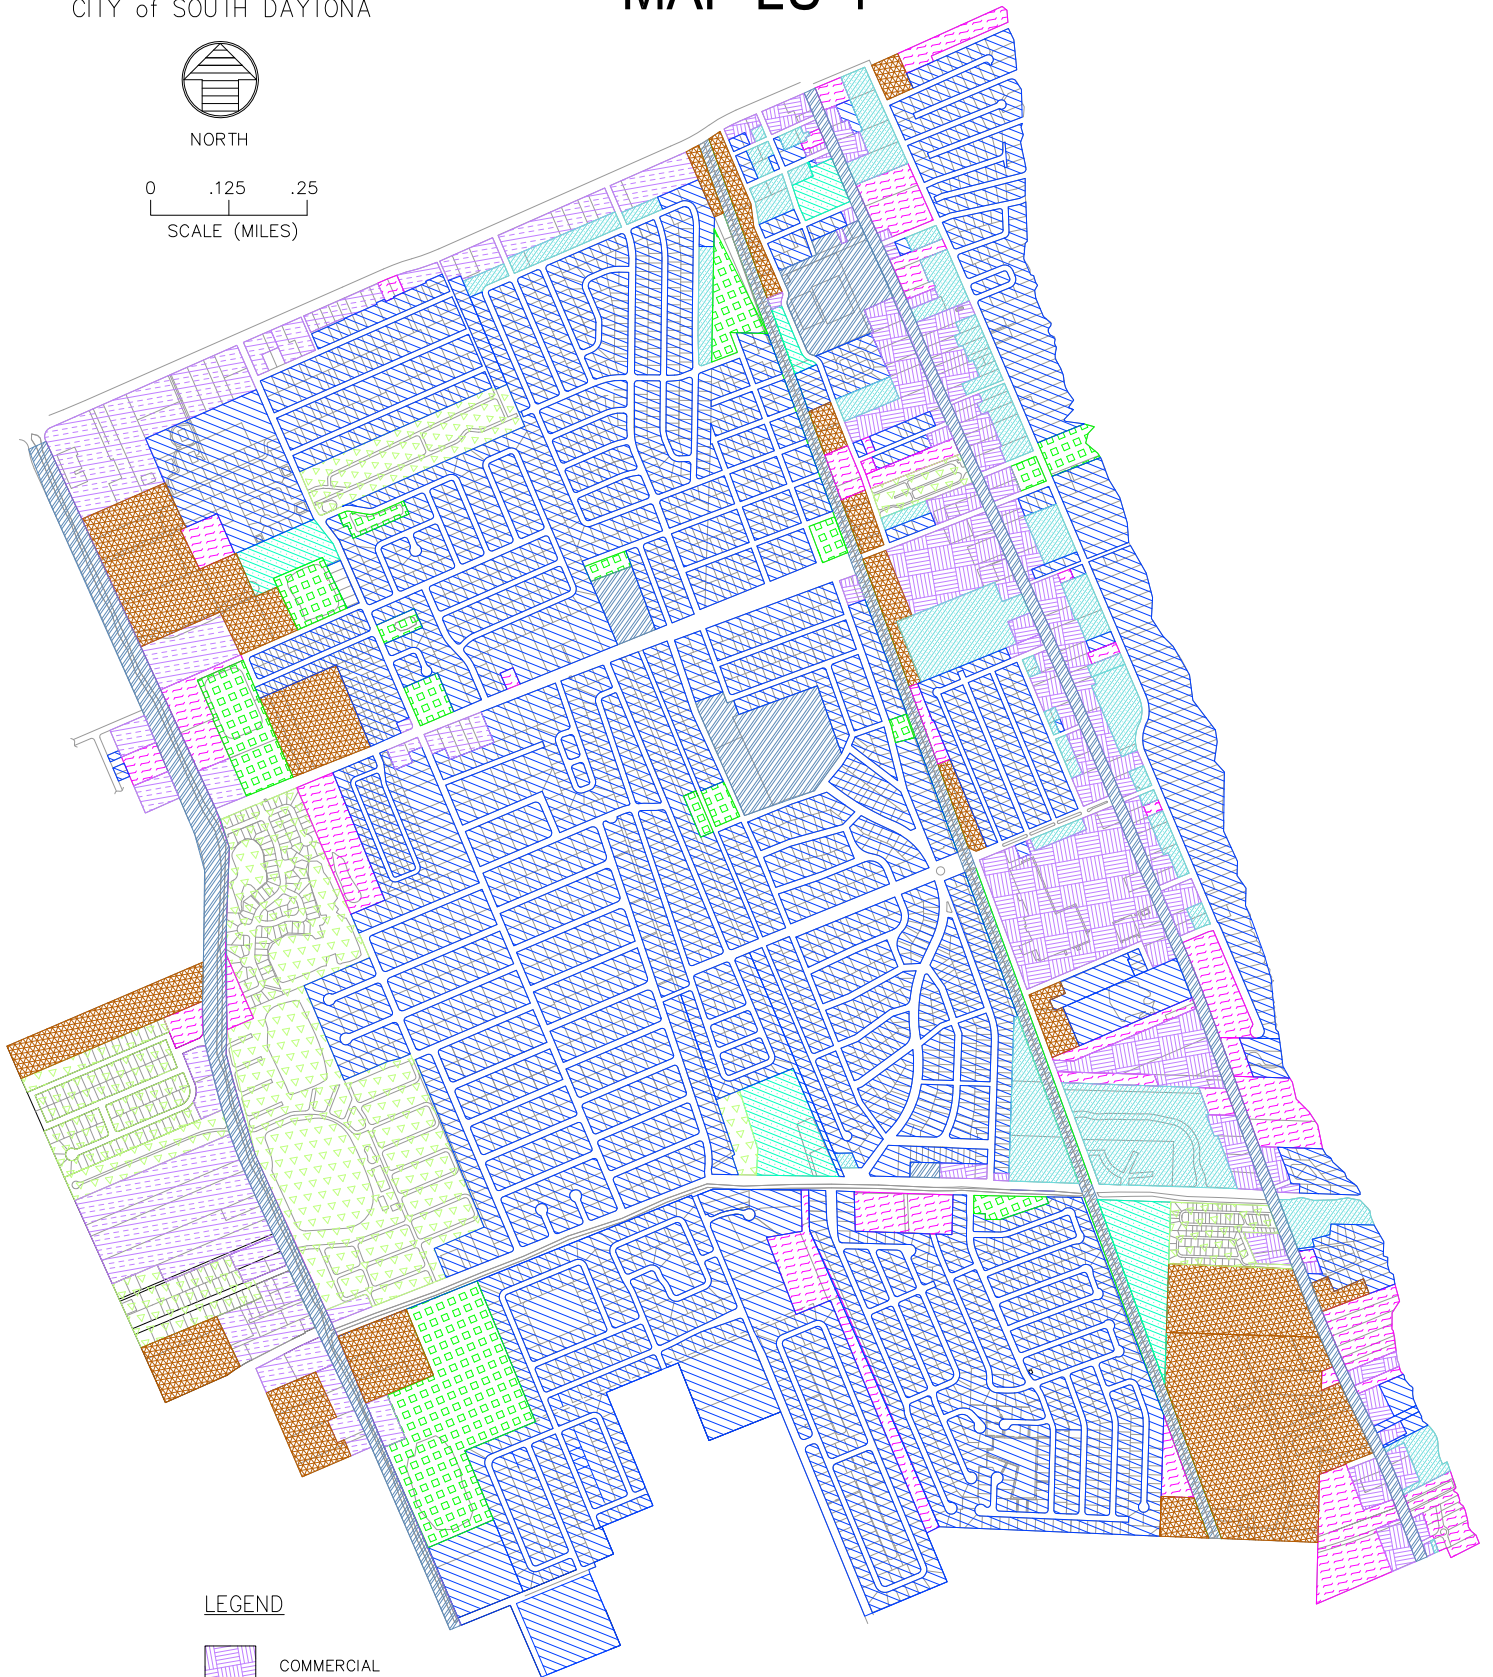 CITY of SOUTH DAYTONA
NORTH
0 .125 .25
SCALE (MILES)
LEGEND
COMMERCIAL